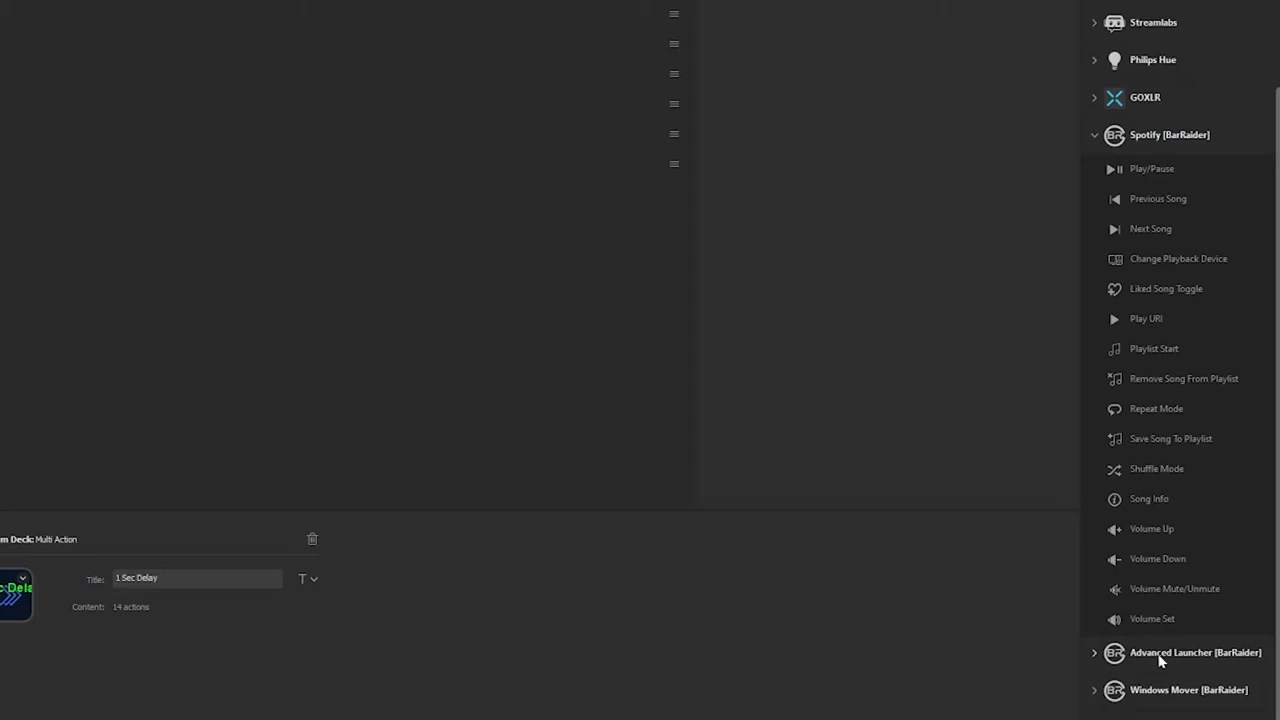 Streamlabs
Philips Hue
GOXLR
Spotify [BarRaider]
Play/Pause
Previous Song
Next Song
Change Playback Device
Liked Song Toggle
Play URI
Playlist Start
Remove Song From Playlist
Repeat Mode
Save Song To Playlist
Shuffle Mode
Song Info
Volume Up
Volume Down
Volume Mute/Unmute
Volume Set
Advanced Launcher [BarRaider]
Windows Mover [BarRaider]
m Deck: Multi Action
Title: 1 Sec Delay
Content: 14 actions
c Dela